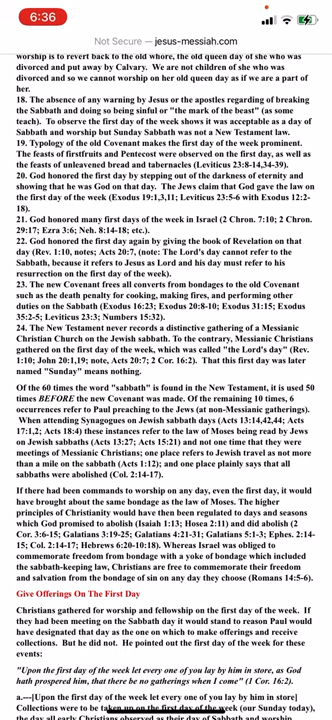 6:36
Not Secure — jesus-messiah.com
worship is to revert back to the old whore, the old queen day of she who was
divorced and put away by Calvary.  We are not children of she who was
divorced and so we cannot worship on her old queen day as if we are a part of
her.
18. The absence of any warning by Jesus or the apostles regarding of breaking
the Sabbath and doing so being sinful or "the mark of the beast" (as some
teach).  To observe the first day of the week shows it was acceptable as a day of
Sabbath and worship but Sunday Sabbath was not a New Testament law.
19. Typology of the old Covenant makes the first day of the week prominent.
The feasts of firstfruits and Pentecost were observed on the first day, as well as
the feasts of unleavened bread and tabernacles (Leviticus 23:8-14,34-39).
20. God honored the first day by stepping out of the darkness of eternity and
showing that he was God on that day.  The Jews claim that God gave the law on
the first day of the week (Exodus 19:1,3,11; Leviticus 23:5-6 with Exodus 12:2-
18).
21. God honored many first days of the week in Israel (2 Chron. 7:10; 2 Chron.
29:17; Ezra 3:6; Neh. 8:14-18; etc.).
22. God honored the first day again by giving the book of Revelation on that
day (Rev. 1:10, notes; Acts 20:7, (note: The Lord's day cannot refer to the
Sabbath, because it refers to Jesus as Lord and his day must refer to his
resurrection on the first day of the week).
23. The new Covenant frees all converts from bondages to the old Covenant
such as the death penalty for cooking, making fires, and performing other
duties on the Sabbath (Exodus 16:23; Exodus 20:8-10; Exodus 31:15; Exodus
35:2-5; Leviticus 23:3; Numbers 15:32).
24. The New Testament never records a distinctive gathering of a Messianic
Christian Church on the Jewish sabbath. To the contrary, Messianic Christians
gathered on the first day of the week, which was called "the Lord's day" (Rev.
1:10; John 20:1,19; note, Acts 20:7; 2 Cor. 16:2).  That this first day was later
named "Sunday" means nothing.
Of the 60 times the word "sabbath" is found in the New Testament, it is used 50
times BEFORE the new Covenant was made. Of the remaining 10 times, 6
occurrences refer to Paul preaching to the Jews (at non-Messianic gatherings).
When attending Synagogues on Jewish sabbath days (Acts 13:14,42,44; Acts
17:1,2; Acts 18:4) these instances refer to the law of Moses being read by Jews
on Jewish sabbaths (Acts 13:27; Acts 15:21) and not one time that they were
meetings of Messianic Christians; one place refers to Jewish travel as not more
than a mile on the sabbath (Acts 1:12); and one place plainly says that all
sabbaths were abolished (Col. 2:14-17).
If there had been commands to worship on any day, even the first day, it would
have brought about the same bondage as the law of Moses. The higher
principles of Christianity would have then been regulated to days and seasons
which God promised to abolish (Isaiah 1:13; Hosea 2:11) and did abolish (2
Cor. 3:6-15; Galatians 3:19-25; Galatians 4:21-31; Galatians 5:1-3; Ephes. 2:14-
15; Col. 2:14-17; Hebrews 6:20-10:18). Whereas Israel was obliged to
commemorate freedom from bondage with a yoke of bondage which included
the sabbath-keeping law, Christians are free to commemorate their freedom
and salvation from the bondage of sin on any day they choose (Romans 14:5-6).
Give Offerings On The First Day
Christians gathered for worship and fellowship on the first day of the week.  If
they had been meeting on the Sabbath day it would stand to reason Paul would
have designated that day as the one on which to make offerings and receive
collections.  But he did not.  He pointed out the first day of the week for these
events:
"Upon the first day of the week let every one of you lay by him in store, as God
hath prospered him, that there be no gatherings when I come" (1 Cor. 16:2).
a.---[Upon the first day of the week let every one of you lay by him in store]
Collections were to be taken up on the first day of the week (our Sunday today),
the day all early Christians observed as their day of Sabbath and worship